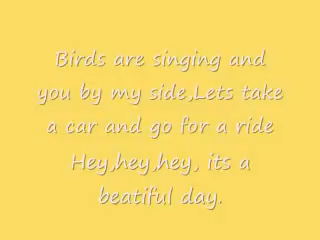 Birds are singing and
you by my side,Lets take
a car and go for a ride
Hey,hey,hey, its a
beatiful day.